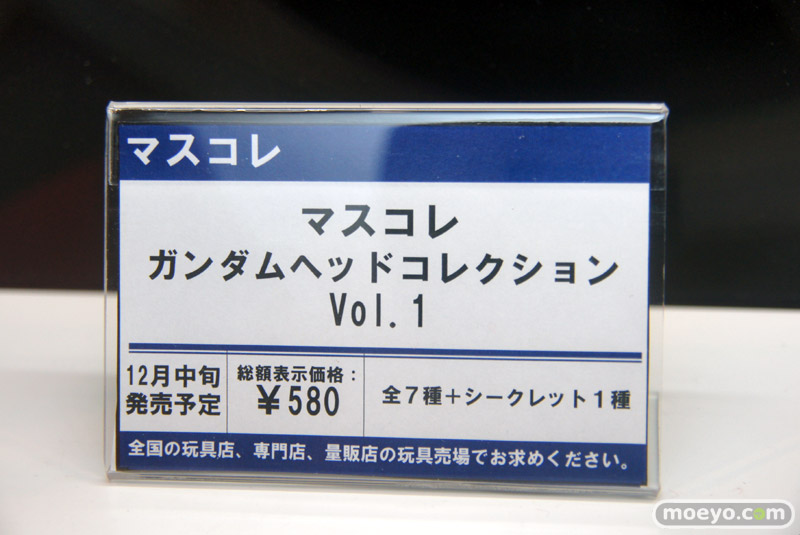 マスコレ
マスコレ
ガンダムヘッドコレクション
Vol.1
12月中旬
発売予定
総額表示価格：
￥580
全７種＋シークレット１種
全国の玩具店、専門店、量販店の玩具売場でお求めください。
moeyo.com